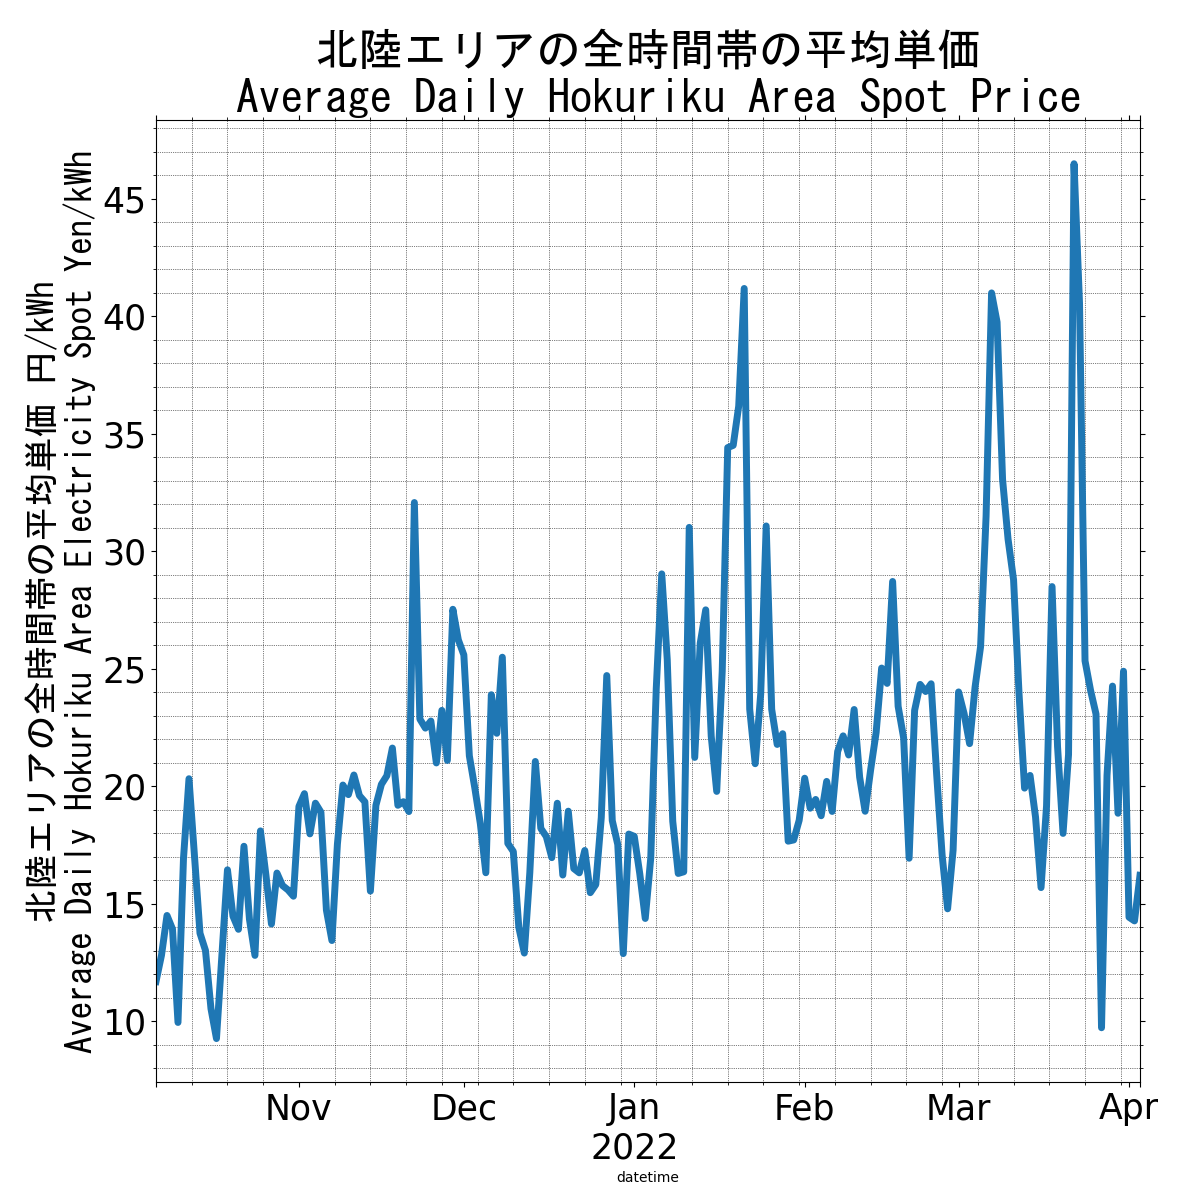 北陸エリアの全時間帯の平均単価
Average Daily Hokuriku Area Spot Price
北陸エリアの全時間帯の平均単価 円/kWh
Average Daily Hokuriku Area Electricity Spot Yen/kWh
45
40
35
30
25
20
15
10
Nov
Dec
Jan
Feb
Mar
Apr
2022
datetime